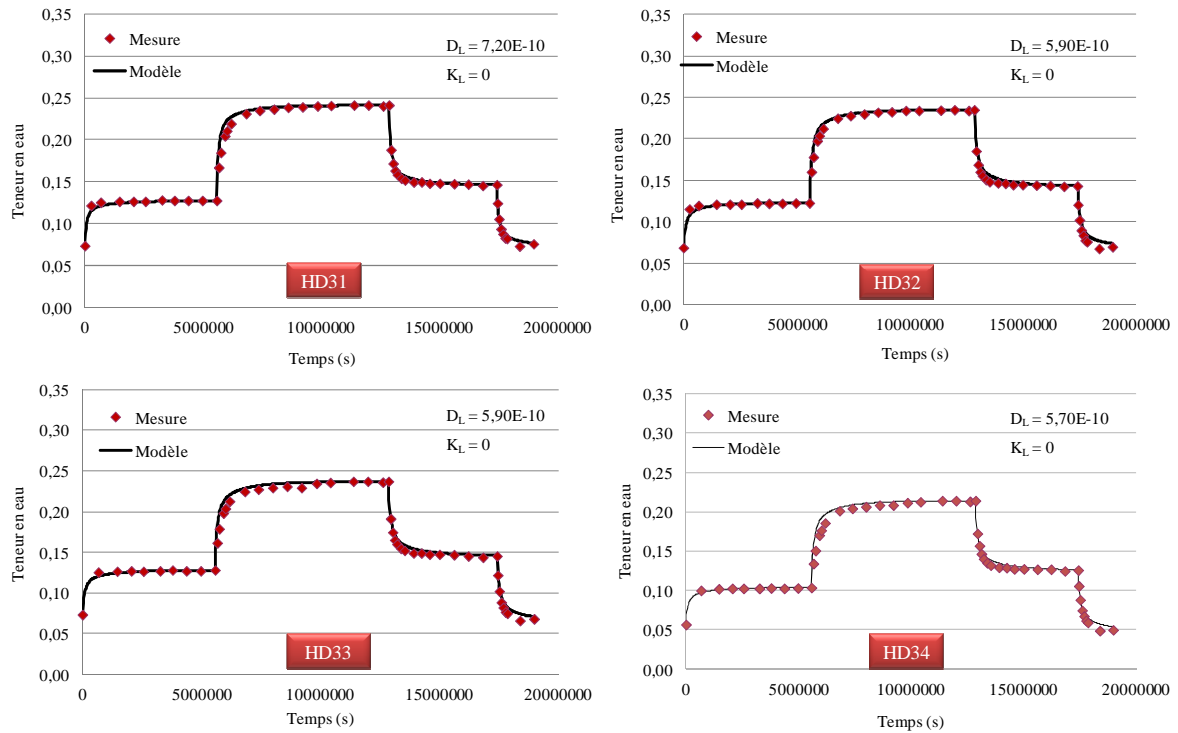 0,35
0,30
0,25
0,20
0,15
0,10
0,05
0,00
Teneur en eau
Mesure
Modèle
D_L = 7,20E-10
K_L = 0
HD31
0 5000000 10000000 15000000 20000000
Temps (s)
0,35
0,30
0,25
0,20
0,15
0,10
0,05
0,00
Teneur en eau
Mesure
Modèle
D_L = 5,90E-10
K_L = 0
HD32
0 5000000 10000000 15000000 20000000
Temps (s)
0,35
0,30
0,25
0,20
0,15
0,10
0,05
0,00
Teneur en eau
Mesure
Modèle
D_L = 5,90E-10
K_L = 0
HD33
0 5000000 10000000 15000000 20000000
Temps (s)
0,35
0,30
0,25
0,20
0,15
0,10
0,05
0,00
Teneur en eau
Mesure
Modèle
D_L = 5,70E-10
K_L = 0
HD34
0 5000000 10000000 15000000 20000000
Temps (s)